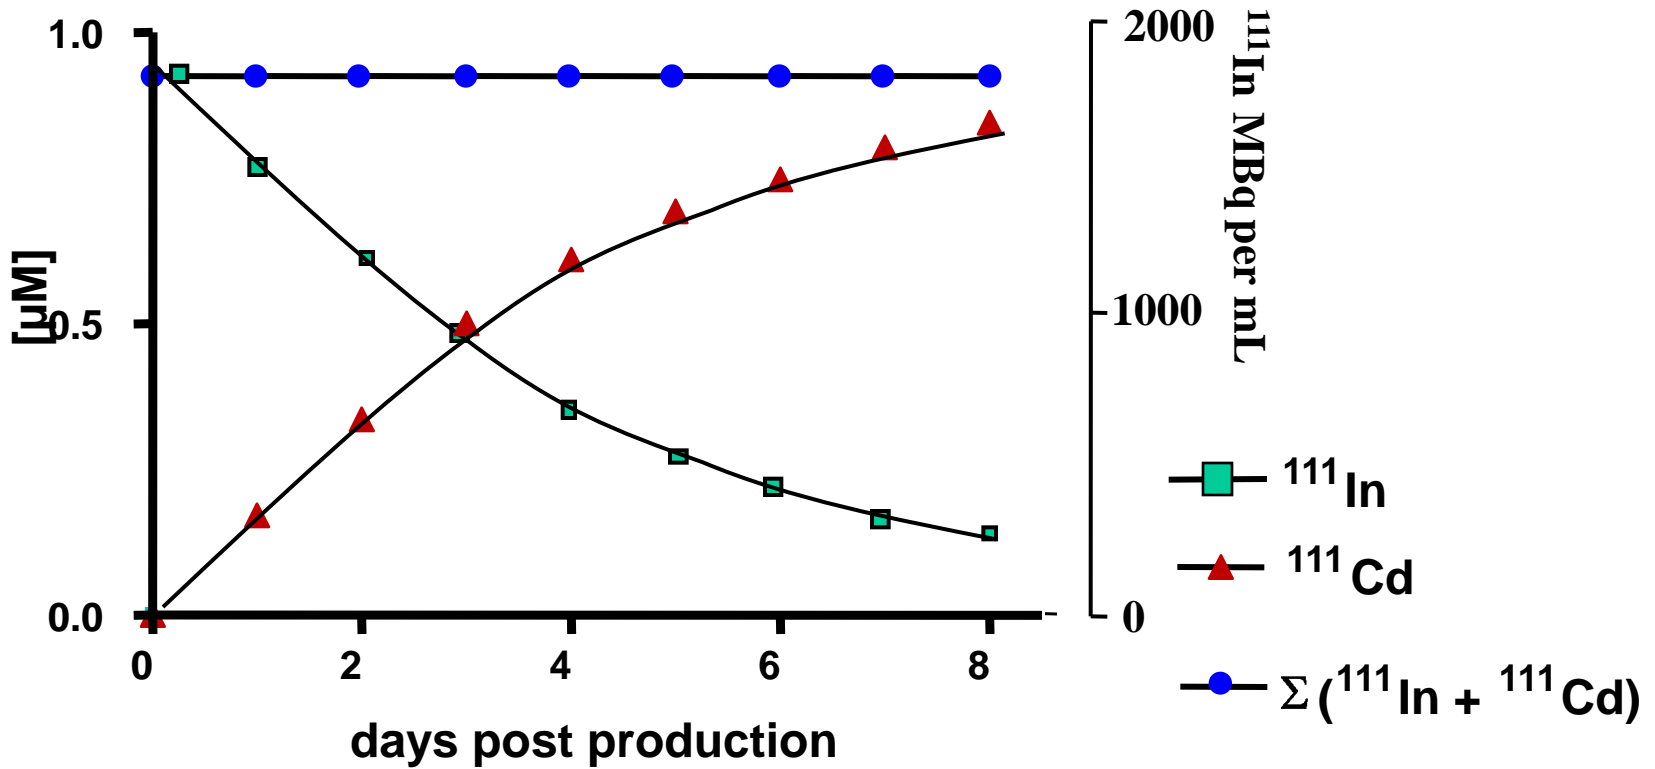 1.0
0.5
0.0
[µM]
0
2
4
6
8
days post production
2000
1000
0
¹¹¹In MBq per mL
¹¹¹In
¹¹¹Cd
Σ (¹¹¹In + ¹¹¹Cd)